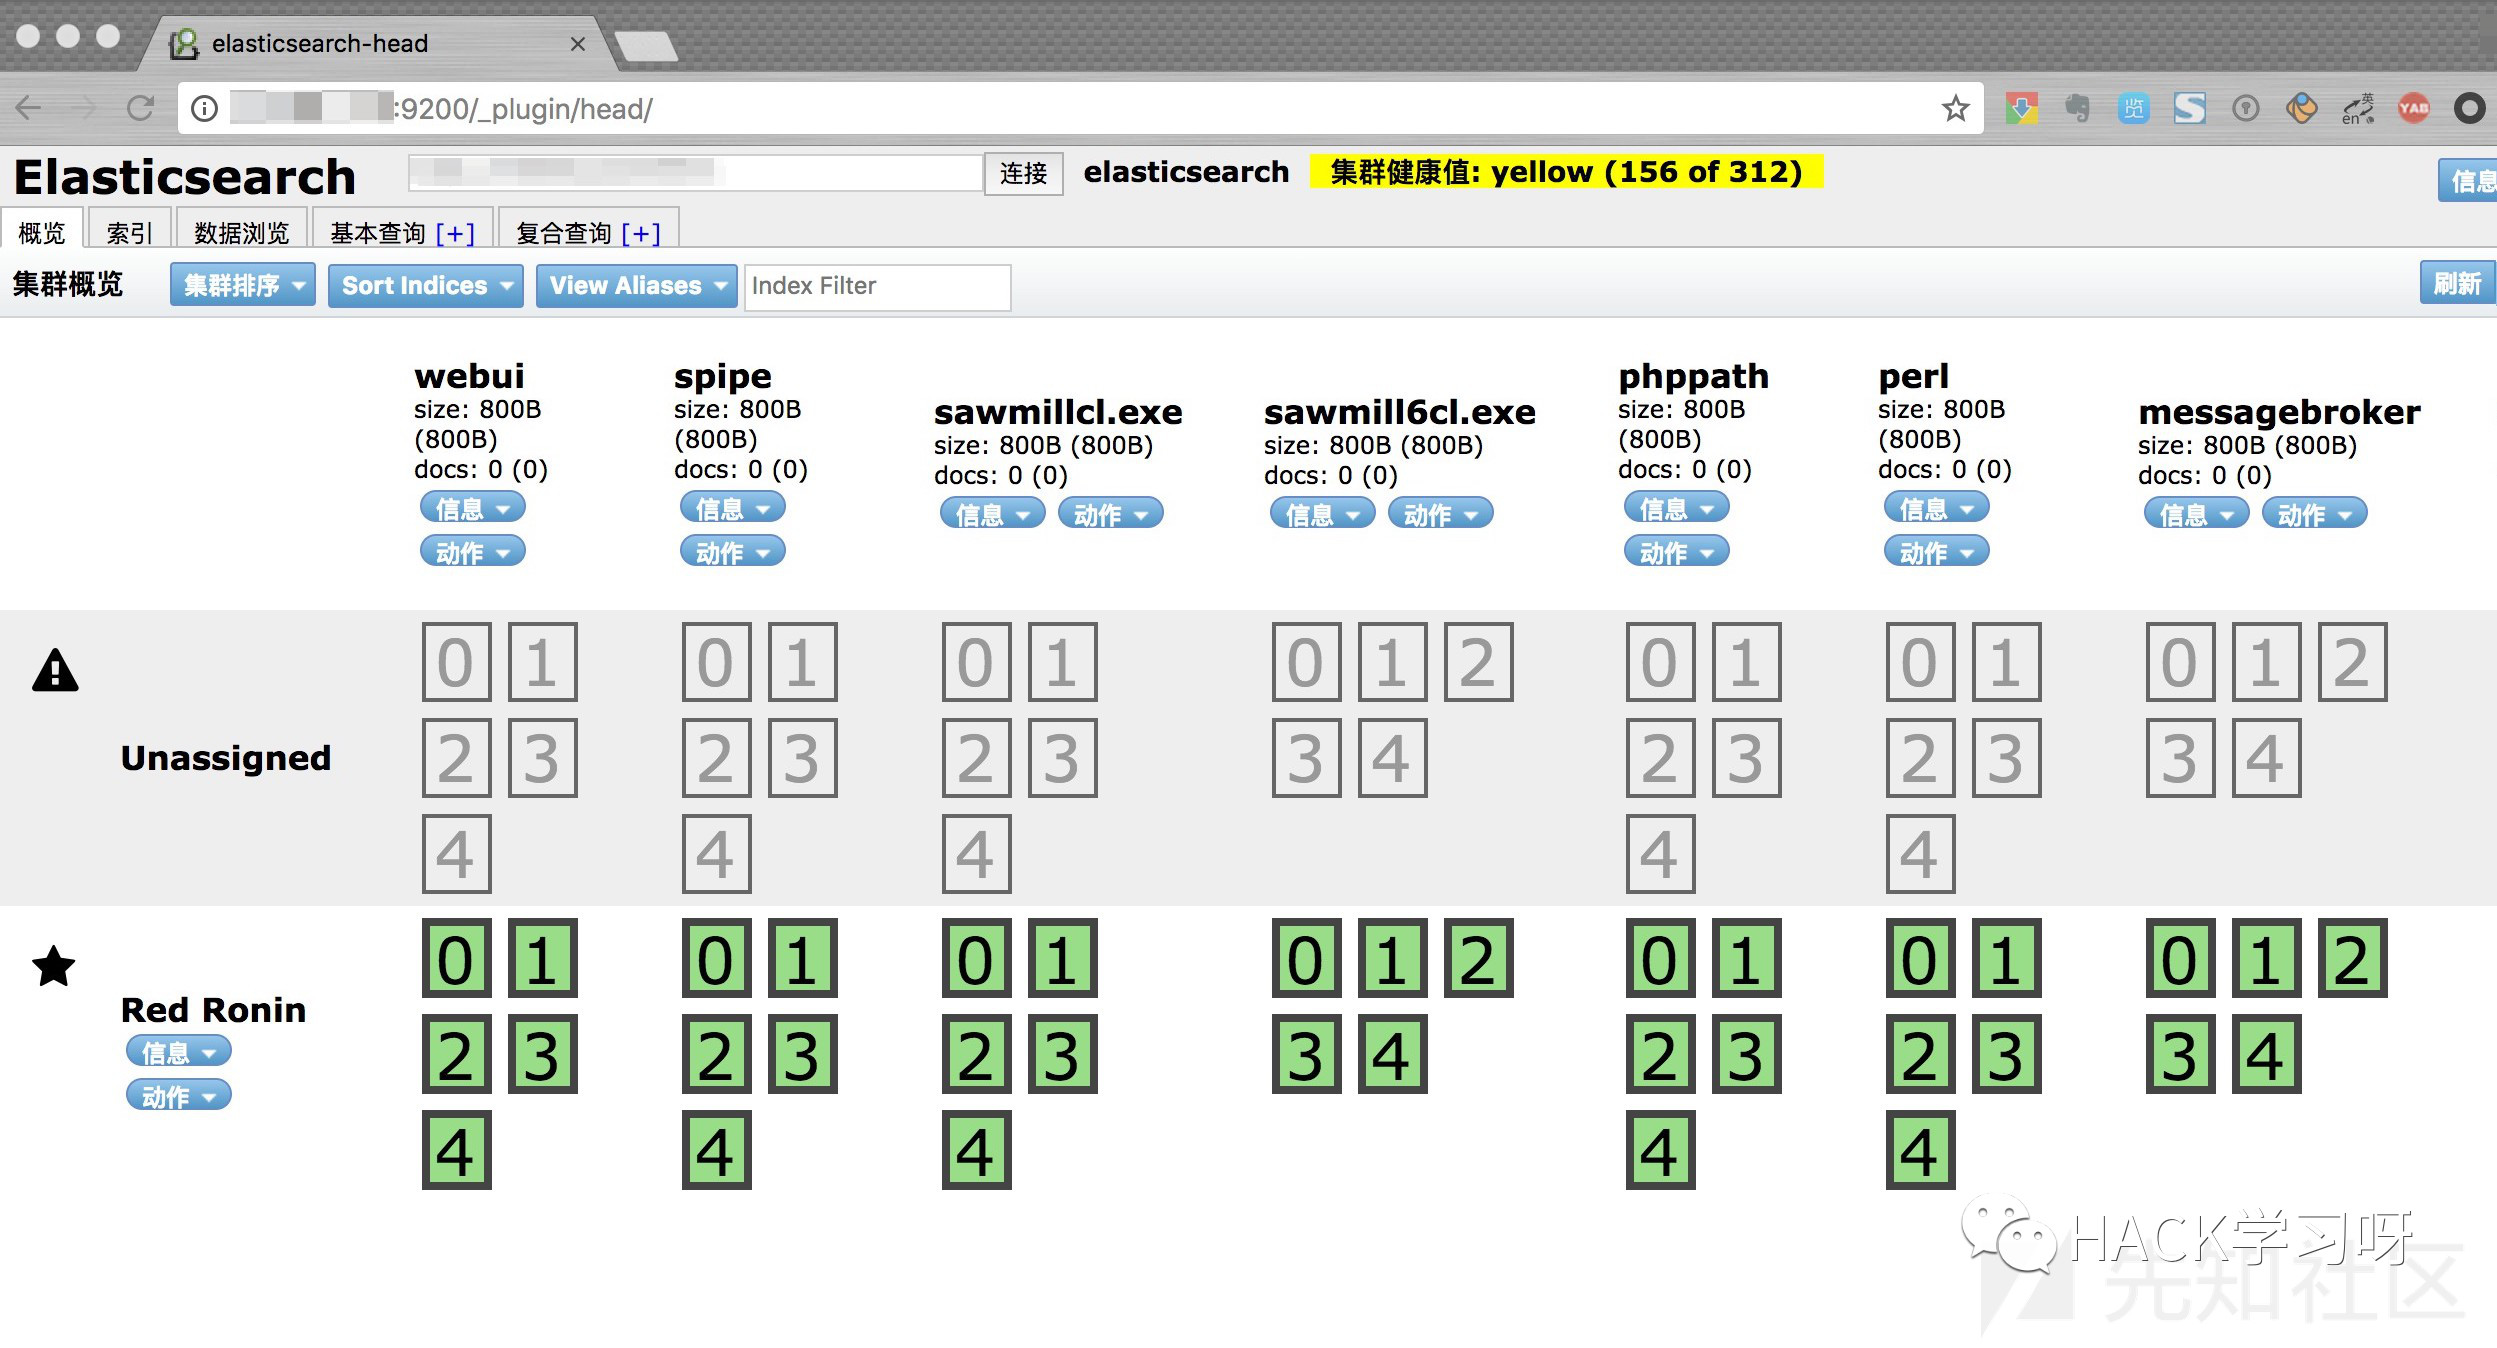 elasticsearch-head
:9200/_plugin/head/
Elasticsearch
连接
elasticsearch
集群健康值: yellow (156 of 312)
信息
概览
索引
数据浏览
基本查询 [+]
复合查询 [+]
集群概览
集群排序
Sort Indices
View Aliases
Index Filter
刷新
webui
size: 800B
(800B)
docs: 0 (0)
信息
动作
spipe
size: 800B
(800B)
docs: 0 (0)
信息
动作
sawmillcl.exe
size: 800B (800B)
docs: 0 (0)
信息 动作
sawmill6cl.exe
size: 800B (800B)
docs: 0 (0)
信息 动作
phppath
size: 800B
(800B)
docs: 0 (0)
信息
动作
perl
size: 800B
(800B)
docs: 0 (0)
信息
动作
messagebroker
size: 800B (800B)
docs: 0 (0)
信息 动作
Unassigned
0 1 0 1 0 1 0 1 2 0 1 0 1 0 1 2
2 3 2 3 2 3 3 4 2 3 2 3 3 4
4 4 4 4 4
Red Ronin
信息
动作
0 1 0 1 0 1 0 1 2 0 1 0 1 0 1 2
2 3 2 3 2 3 3 4 2 3 2 3 3 4
4 4 4 4 4
HACK学习呀
先知社区
览
英
en
YAB